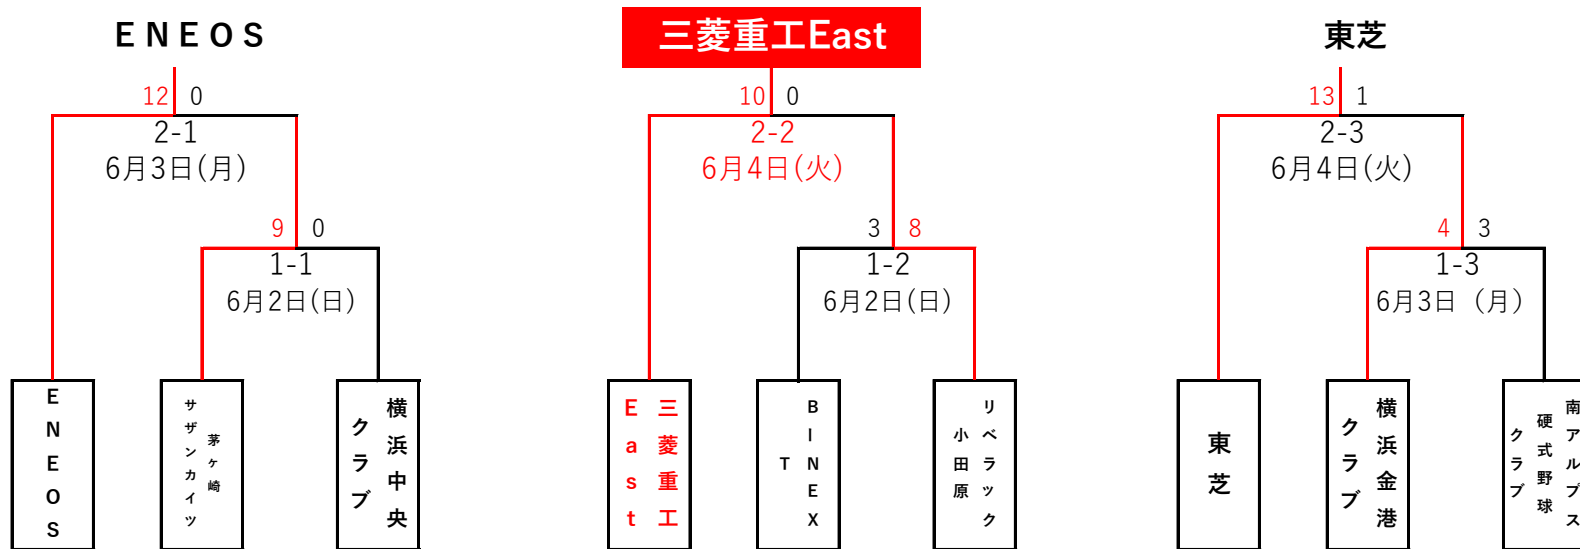 ENEOS
三菱重工East
東芝
12 0
10 0
13 1
2-1
2-2
2-3
6月3日(月)
6月4日(火)
6月4日(火)
9 0
3 8
4 3
1-1
1-2
1-3
6月2日(日)
6月2日(日)
6月3日（月）
ENEOS
茅ヶ崎
サザンカイツ
横浜中央
クラブ
三菱重工
East
BINEX
T
リベラック
小田原
東芝
横浜金港
クラブ
南アルプス
硬式野球
クラブ